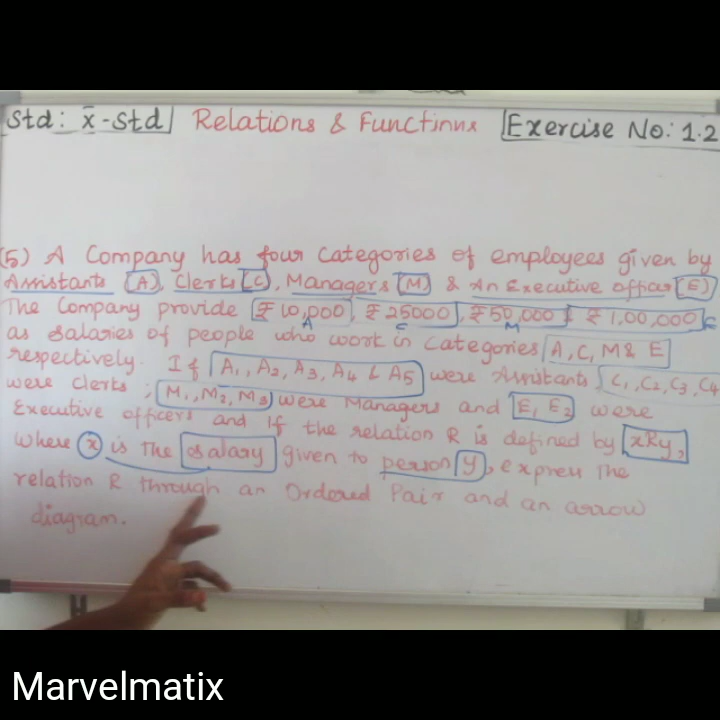 Std: X-Std Relations & Functinns Exercise No: 1.2
(5) A Company has four Categories of employees given by
Assistants (A), Clerks (C), Managers (M) & An Executive officer (E)
The Company provide ₹10,000, ₹25000, ₹50,000 & ₹1,00,000
A C M E
as Salaries of people who work in Categories A, C, M & E
respectively. If A1, A2, A3, A4 & A5 were Assistants, C1, C2, C3, C4
were Clerks; M1, M2, M3 were Managers and E1 E2 were
Executive officers and if the relation R is defined by xRy,
where x is the salary given to person y, express the
relation R through an Ordered Pair and an arrow
diagram.
Marvelmatix